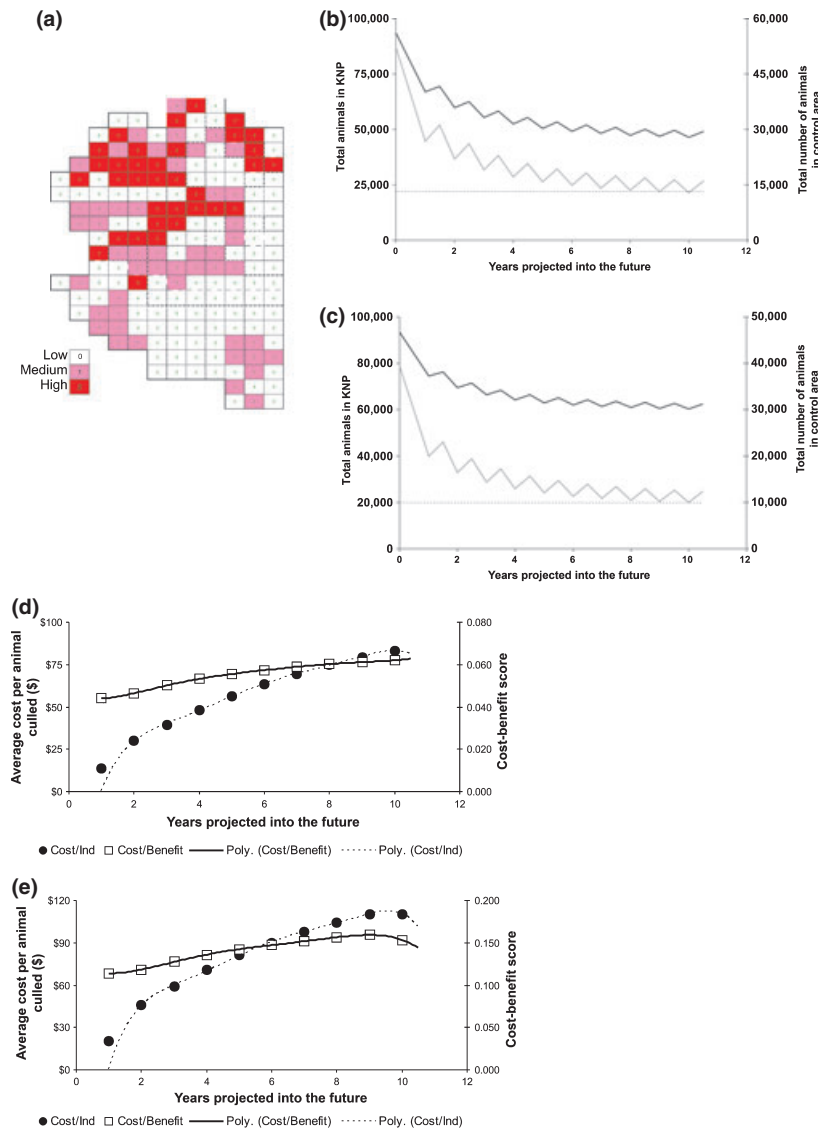 (a)
Low 0
Medium
High
(b)
100,000
75,000
50,000
25,000
0
Total animals in KNP
60,000
45,000
30,000
15,000
0
Total number of animals
in control area
0 2 4 6 8 10 12
Years projected into the future
(c)
100,000
80,000
60,000
40,000
20,000
0
Total animals in KNP
50,000
40,000
30,000
20,000
10,000
0
Total number of animals
in control area
0 2 4 6 8 10 12
Years projected into the future
(d)
$100
$75
$50
$25
$0
Average cost per animal
culled ($)
0.080
0.060
0.040
0.020
0.000
Cost-benefit score
0 2 4 6 8 10 12
Years projected into the future
Cost/Ind Cost/Benefit Poly. (Cost/Benefit) Poly. (Cost/Ind)
(e)
$120
$90
$60
$30
$0
Average cost per animal
culled ($)
0.200
0.150
0.100
0.050
0.000
Cost-benefit score
0 2 4 6 8 10 12
Years projected into the future
Cost/Ind Cost/Benefit Poly. (Cost/Benefit) Poly. (Cost/Ind)